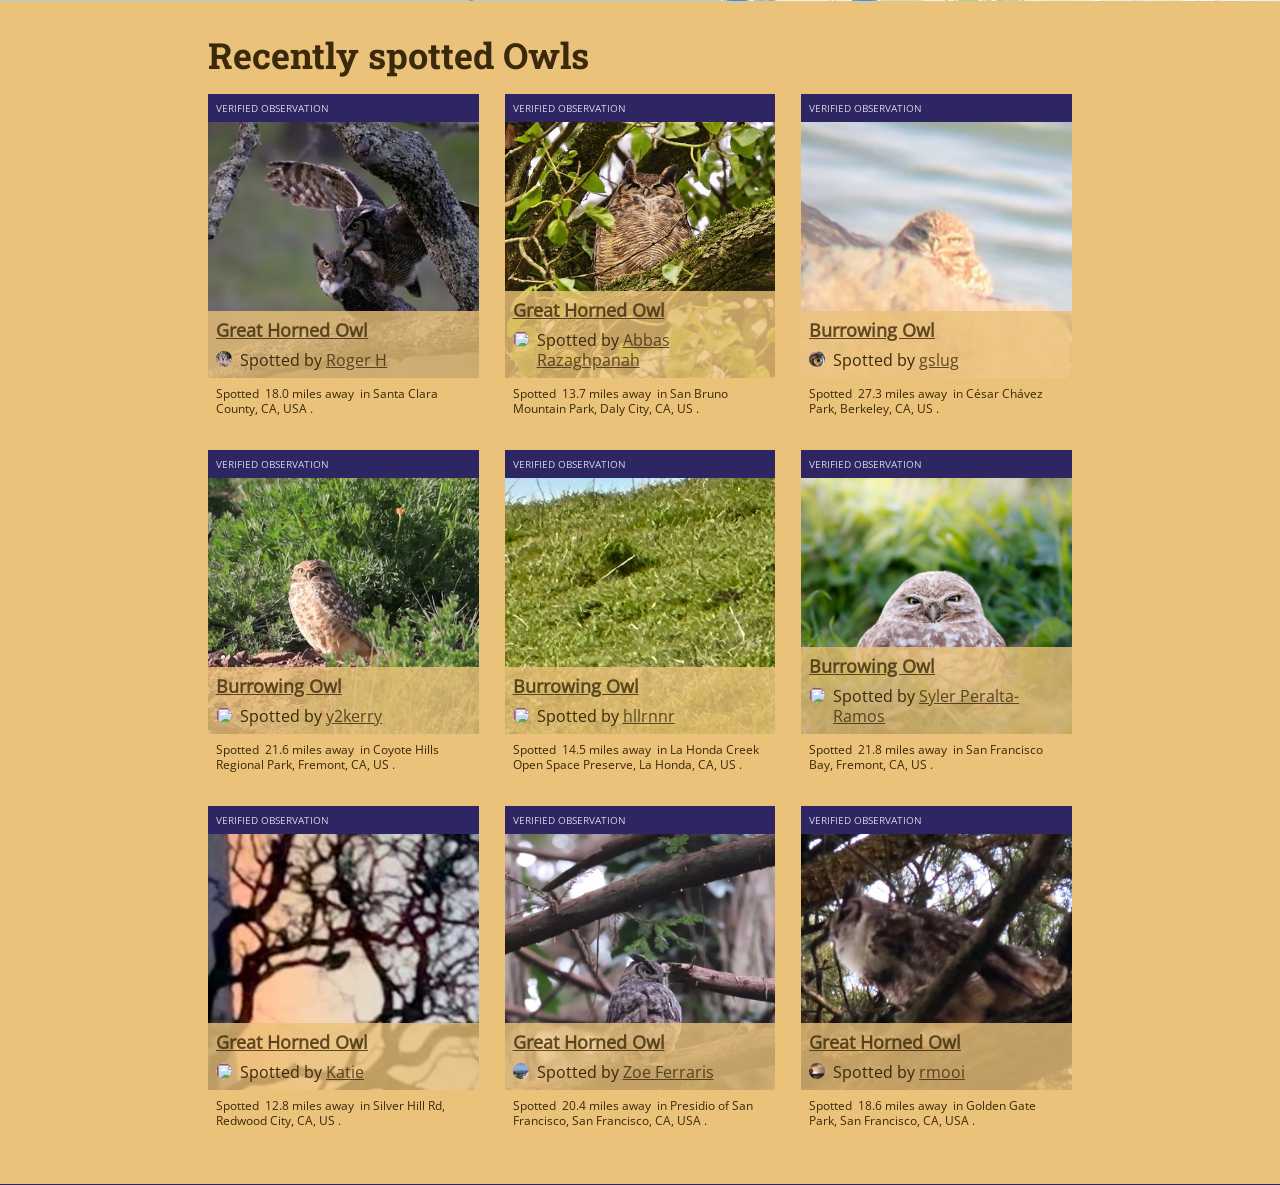 Recently spotted Owls
VERIFIED OBSERVATION
Great Horned Owl
Spotted by Roger H
Spotted 18.0 miles away in Santa Clara
County, CA, USA .
VERIFIED OBSERVATION
Great Horned Owl
Spotted by Abbas
Razaghpanah
Spotted 13.7 miles away in San Bruno
Mountain Park, Daly City, CA, US .
VERIFIED OBSERVATION
Burrowing Owl
Spotted by gslug
Spotted 27.3 miles away in César Chávez
Park, Berkeley, CA, US .
VERIFIED OBSERVATION
Burrowing Owl
Spotted by y2kerry
Spotted 21.6 miles away in Coyote Hills
Regional Park, Fremont, CA, US .
VERIFIED OBSERVATION
Burrowing Owl
Spotted by hllrnnr
Spotted 14.5 miles away in La Honda Creek
Open Space Preserve, La Honda, CA, US .
VERIFIED OBSERVATION
Burrowing Owl
Spotted by Syler Peralta-
Ramos
Spotted 21.8 miles away in San Francisco
Bay, Fremont, CA, US .
VERIFIED OBSERVATION
Great Horned Owl
Spotted by Katie
Spotted 12.8 miles away in Silver Hill Rd,
Redwood City, CA, US .
VERIFIED OBSERVATION
Great Horned Owl
Spotted by Zoe Ferraris
Spotted 20.4 miles away in Presidio of San
Francisco, San Francisco, CA, USA .
VERIFIED OBSERVATION
Great Horned Owl
Spotted by rmooi
Spotted 18.6 miles away in Golden Gate
Park, San Francisco, CA, USA .